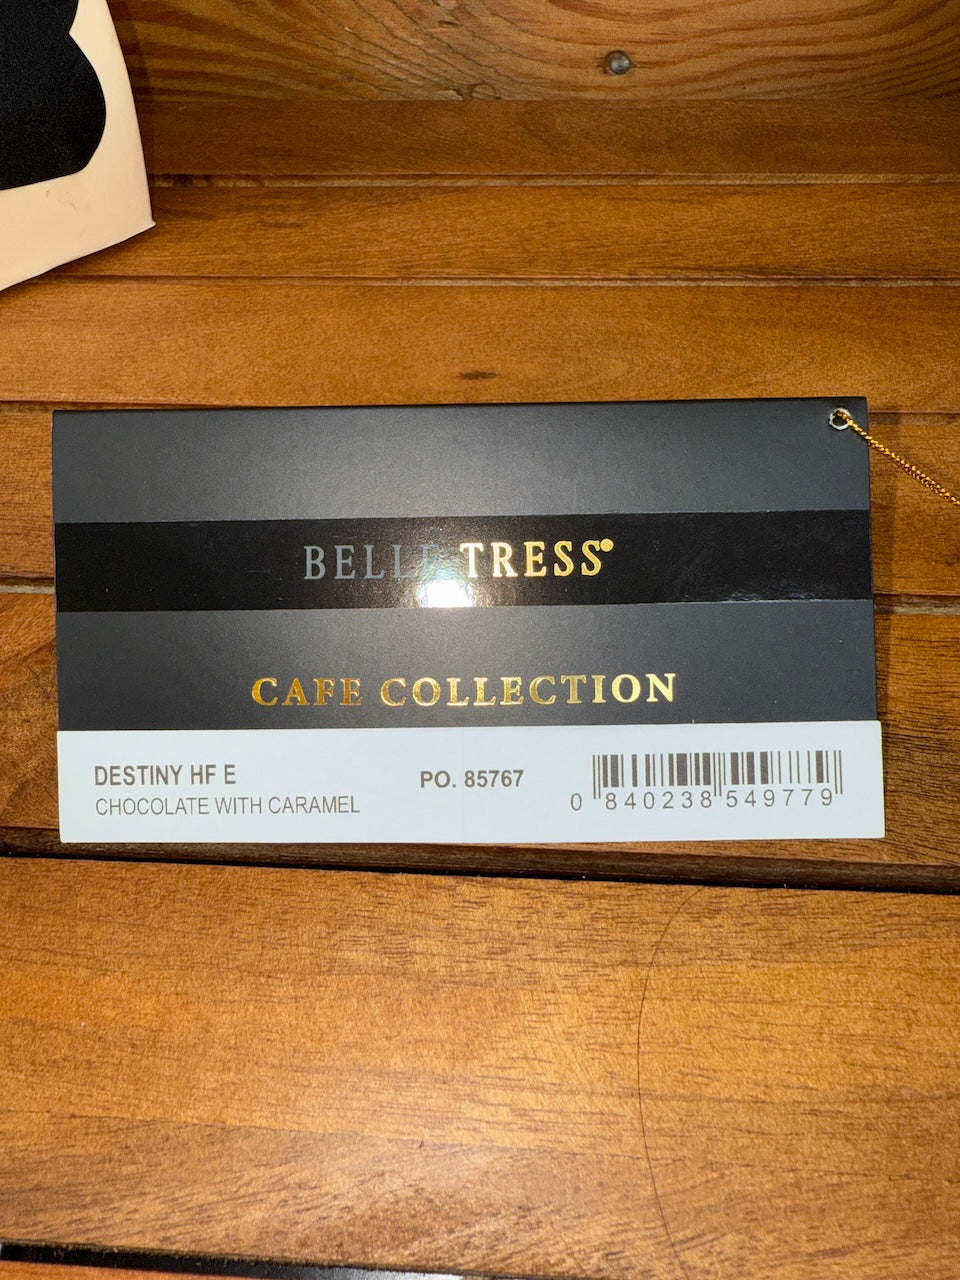 BELLE TRESS®
CAFE COLLECTION
DESTINY HF E
CHOCOLATE WITH CARAMEL
PO. 85767
0 840238 549779